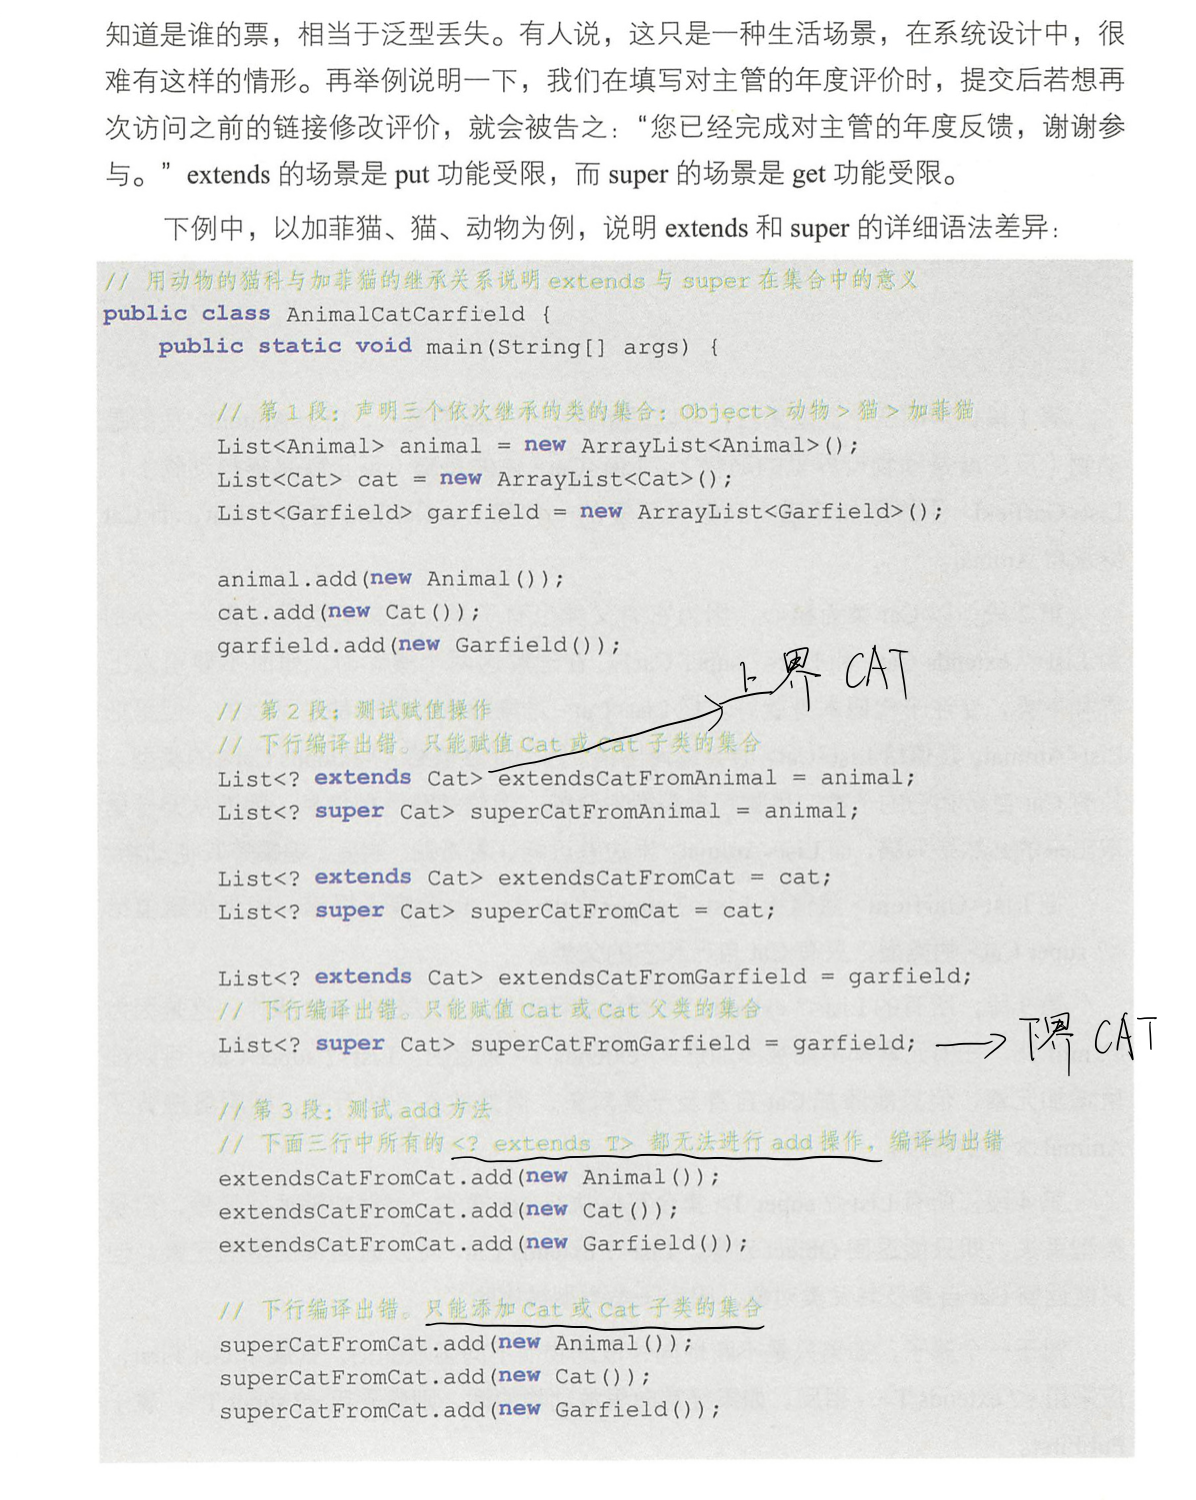 知道是谁的票，相当于泛型丢失。有人说，这只是一种生活场景，在系统设计中，很
难有这样的情形。再举例说明一下，我们在填写对主管的年度评价时，提交后若想再
次访问之前的链接修改评价，就会被告之：“您已经完成对主管的年度反馈，谢谢参
与。”extends 的场景是 put 功能受限，而 super 的场景是 get 功能受限。
下例中，以加菲猫、猫、动物为例，说明 extends 和 super 的详细语法差异：
// 用动物的猫科与加菲猫的继承关系说明 extends 与 super 在集合中的意义
public class AnimalCatCarfield {
public static void main(String[] args) {
// 第 1 段：声明三个依次继承的类的集合：Object> 动物 > 猫 > 加菲猫
List<Animal> animal = new ArrayList<Animal>();
List<Cat> cat = new ArrayList<Cat>();
List<Garfield> garfield = new ArrayList<Garfield>();
animal.add(new Animal());
cat.add(new Cat());
garfield.add(new Garfield());
上界 CAT
// 第 2 段：测试赋值操作
// 下行编译出错。只能赋值 Cat 或 Cat 子类的集合
List<? extends Cat> extendsCatFromAnimal = animal;
List<? super Cat> superCatFromAnimal = animal;
List<? extends Cat> extendsCatFromCat = cat;
List<? super Cat> superCatFromCat = cat;
List<? extends Cat> extendsCatFromGarfield = garfield;
// 下行编译出错。只能赋值 Cat 或 Cat 父类的集合
List<? super Cat> superCatFromGarfield = garfield; 下界 CAT
// 第 3 段：测试 add 方法
// 下面三行中所有的 <? extends T> 都无法进行 add 操作，编译均出错
extendsCatFromCat.add(new Animal());
extendsCatFromCat.add(new Cat());
extendsCatFromCat.add(new Garfield());
// 下行编译出错。只能添加 Cat 或 Cat 子类的集合
superCatFromCat.add(new Animal());
superCatFromCat.add(new Cat());
superCatFromCat.add(new Garfield());